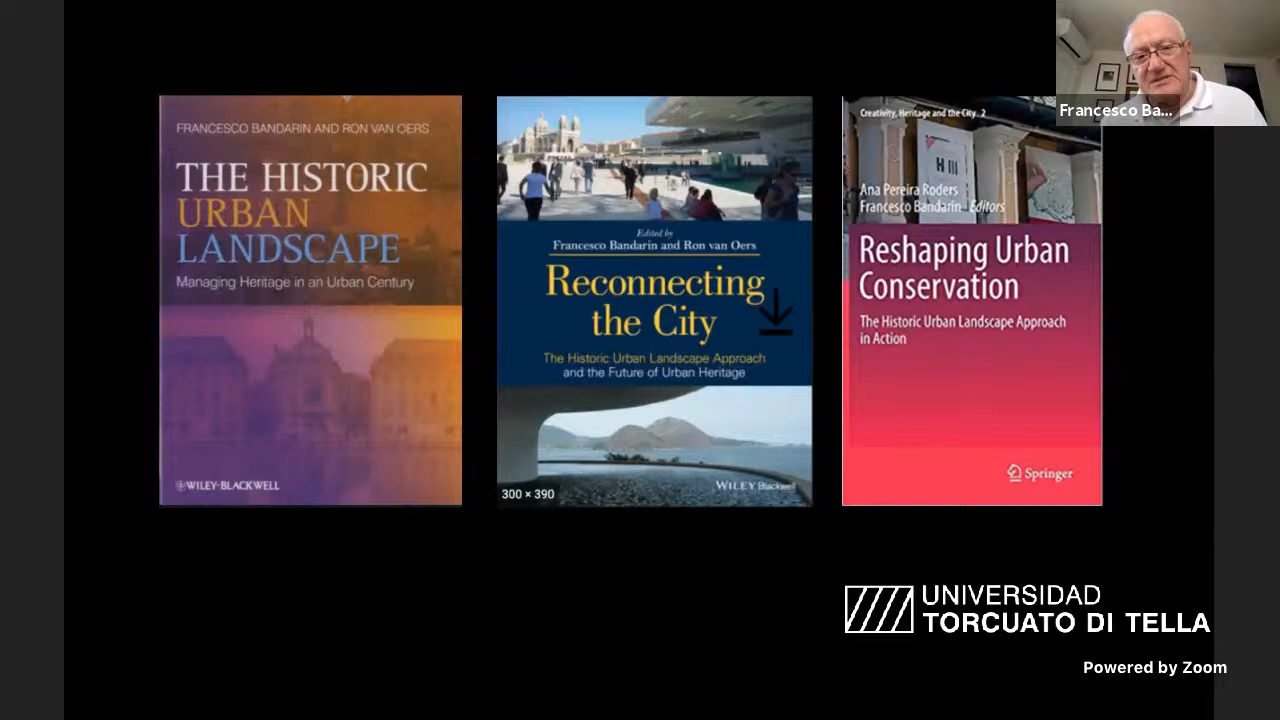 Francesco Ba...
FRANCESCO BANDARIN AND RON VAN OERS
THE HISTORIC
URBAN
LANDSCAPE
Managing Heritage in an Urban Century
WILEY-BLACKWELL
Edited by
Francesco Bandarin and Ron van Oers
Reconnecting
the City
The Historic Urban Landscape Approach
and the Future of Urban Heritage
300 × 390
WILEY Blackwell
Creativity, Heritage and the City 2
H III
Ana Pereira Roders
Francesco Bandarin Editors
Reshaping Urban
Conservation
The Historic Urban Landscape Approach
in Action
Springer
UNIVERSIDAD
TORCUATO DI TELLA
Powered by Zoom